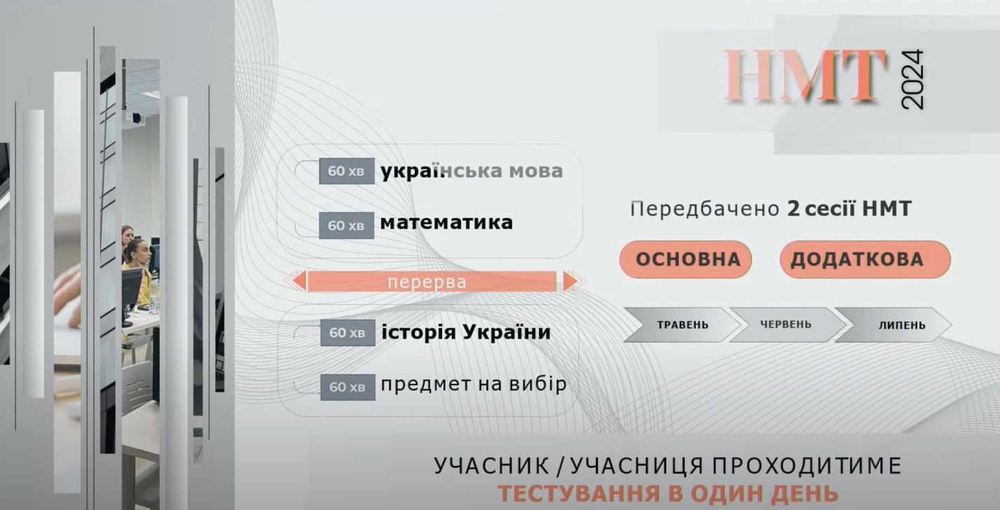 НМТ 2024
60 хв українська мова
60 хв математика
перерва
60 хв історія України
60 хв предмет на вибір
Передбачено 2 сесії НМТ
ОСНОВНА ДОДАТКОВА
ТРАВЕНЬ ЧЕРВЕНЬ ЛИПЕНЬ
УЧАСНИК / УЧАСНИЦЯ ПРОХОДИТИМЕ
ТЕСТУВАННЯ В ОДИН ДЕНЬ